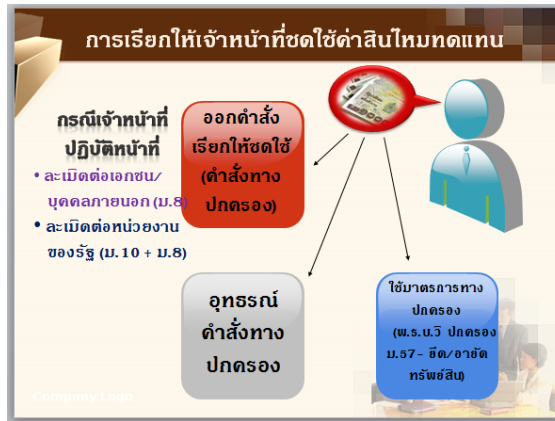 การเรียกให้เจ้าหน้าที่ชดใช้ค่าสินไหมทดแทน
กรณีเจ้าหน้าที่
ปฏิบัติหน้าที่
• ละเมิดต่อเอกชน/
บุคคลภายนอก (ม.8)
• ละเมิดต่อหน่วยงาน
ของรัฐ (ม.10 + ม.8)
ออกคำสั่ง
เรียกให้ชดใช้
(คำสั่งทาง
ปกครอง)
อุทธรณ์
คำสั่งทาง
ปกครอง
ใช้มาตรการทาง
ปกครอง
(พ.ร.บ.วิ ปกครอง
ม.57- ยึด/อายัด
ทรัพย์สิน)
Company Logo